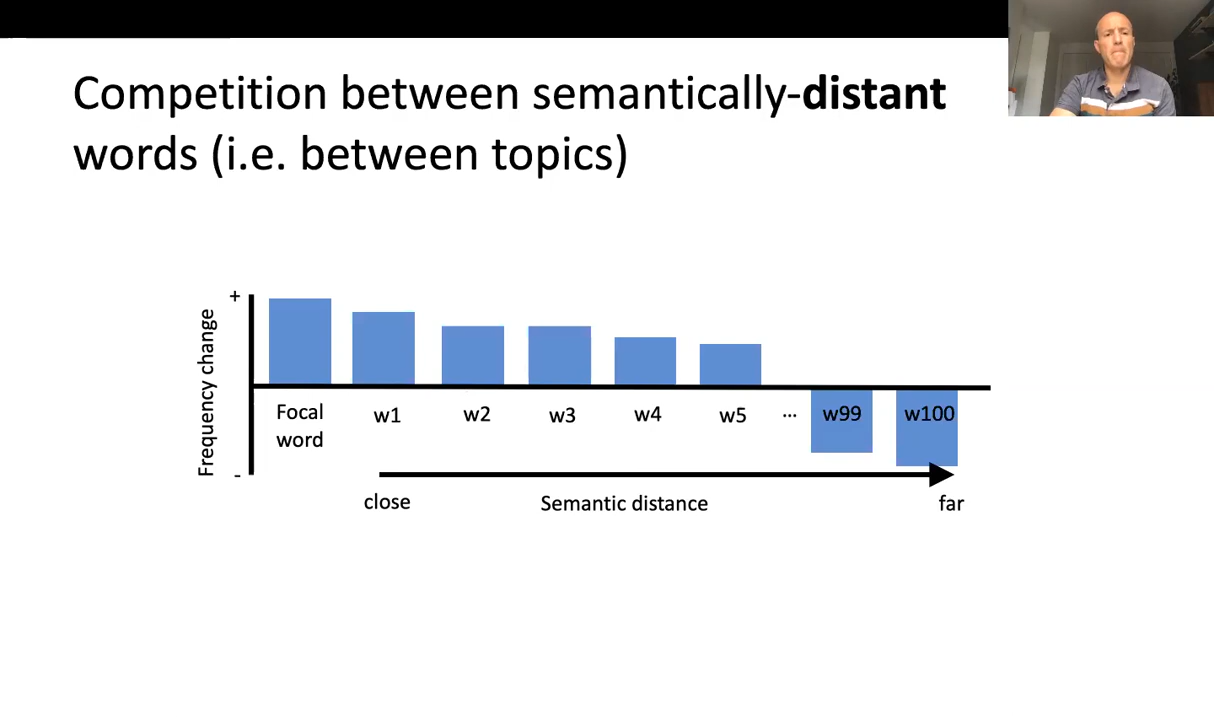 Competition between semantically-distant
words (i.e. between topics)
+
Frequency change
-
Focal
word
w1
w2
w3
w4
w5
...
w99
w100
close
Semantic distance
far